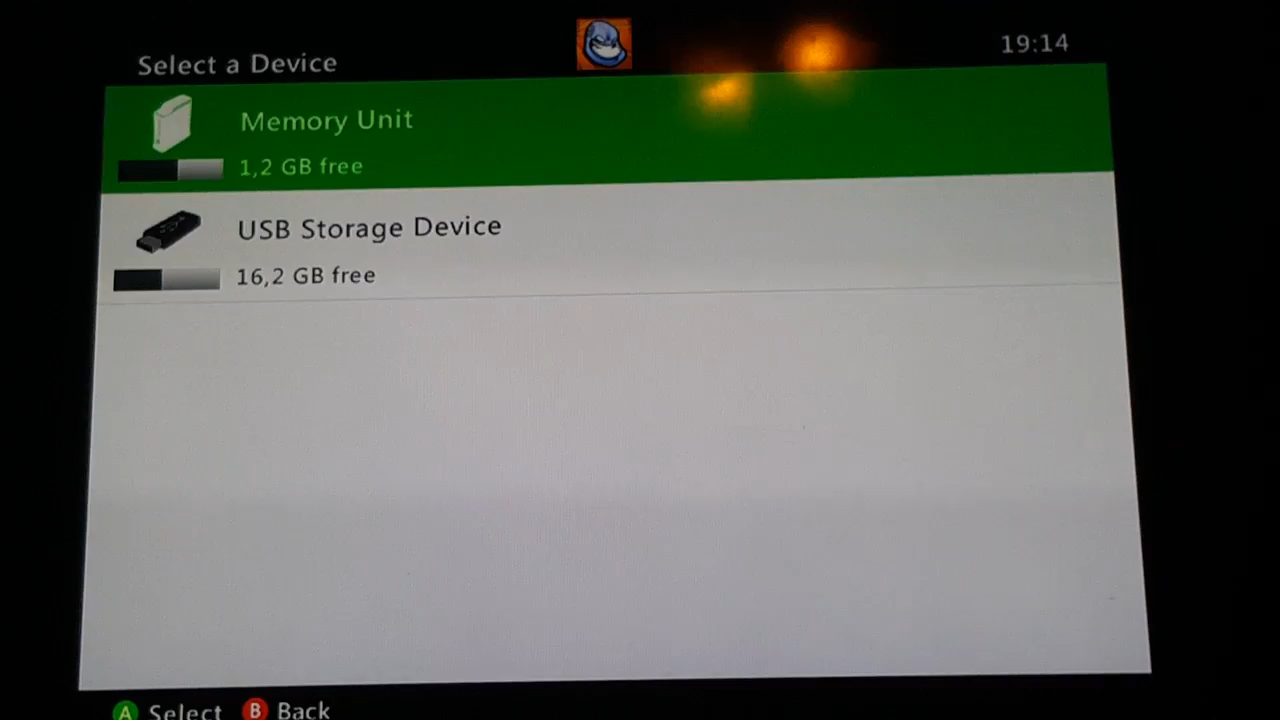 Select a Device
19:14
Memory Unit
1,2 GB free
USB Storage Device
16,2 GB free
A Select B Back